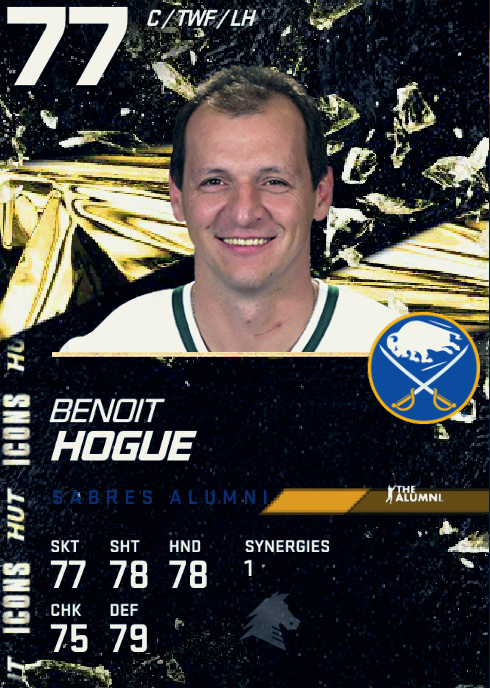 77
C / TWF / LH
BENOIT
HOGUE
SABRES ALUMNI
THE
ALUMNI
SKT SHT HND SYNERGIES
77 78 78 1
CHK DEF
75 79
HUT ICONS HUT ICONS HUT